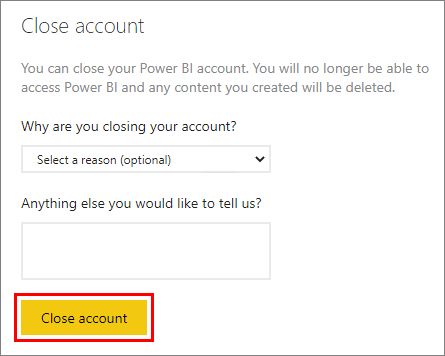 Close account
You can close your Power BI account. You will no longer be able to
access Power BI and any content you created will be deleted.
Why are you closing your account?
Select a reason (optional)
Anything else you would like to tell us?
Close account